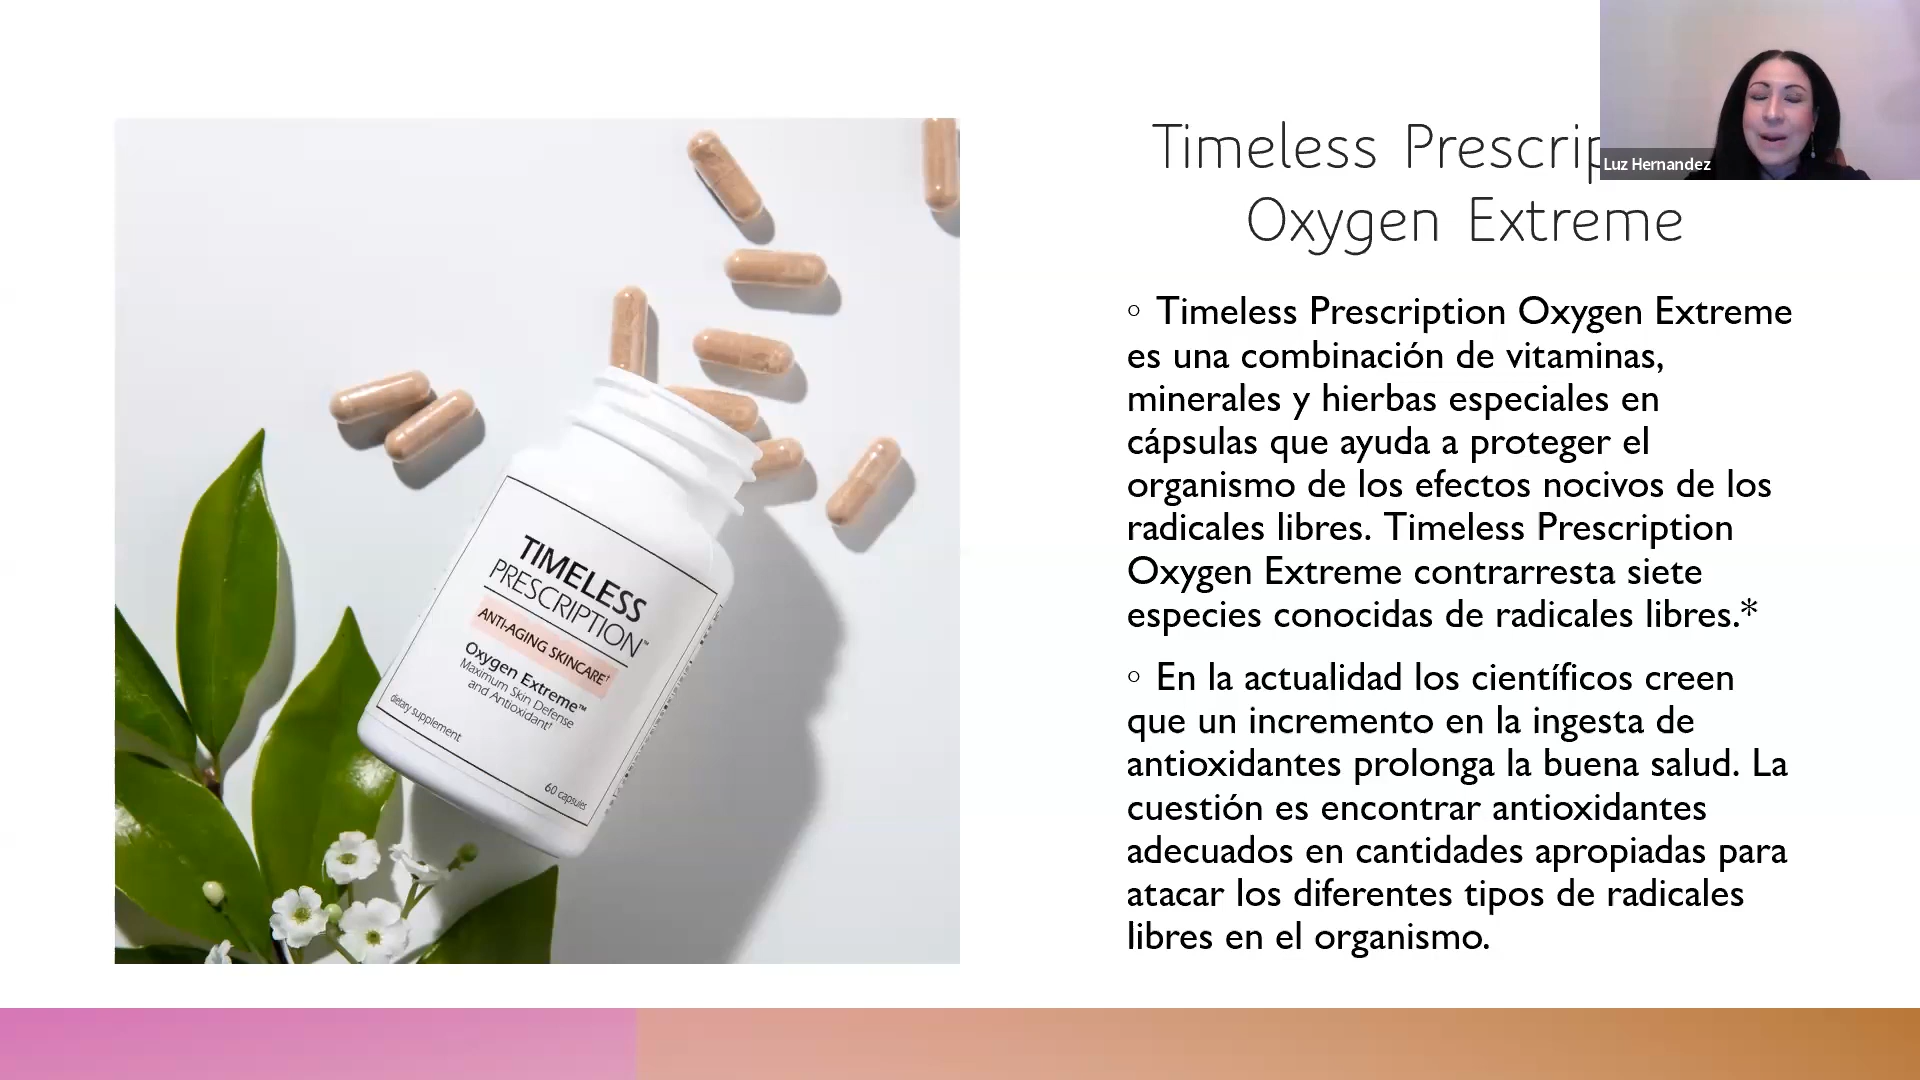 Timeless Prescrip
Oxygen Extreme
Luz Hernandez
◦ Timeless Prescription Oxygen Extreme
es una combinación de vitaminas,
minerales y hierbas especiales en
cápsulas que ayuda a proteger el
organismo de los efectos nocivos de los
radicales libres. Timeless Prescription
Oxygen Extreme contrarresta siete
especies conocidas de radicales libres.*
◦ En la actualidad los científicos creen
que un incremento en la ingesta de
antioxidantes prolonga la buena salud. La
cuestión es encontrar antioxidantes
adecuados en cantidades apropiadas para
atacar los diferentes tipos de radicales
libres en el organismo.
TIMELESS
PRESCRIPTION™
ANTI-AGING SKINCARE†
Oxygen Extreme™
Maximum Skin Defense
and Antioxidant†
dietary supplement
60 capsules